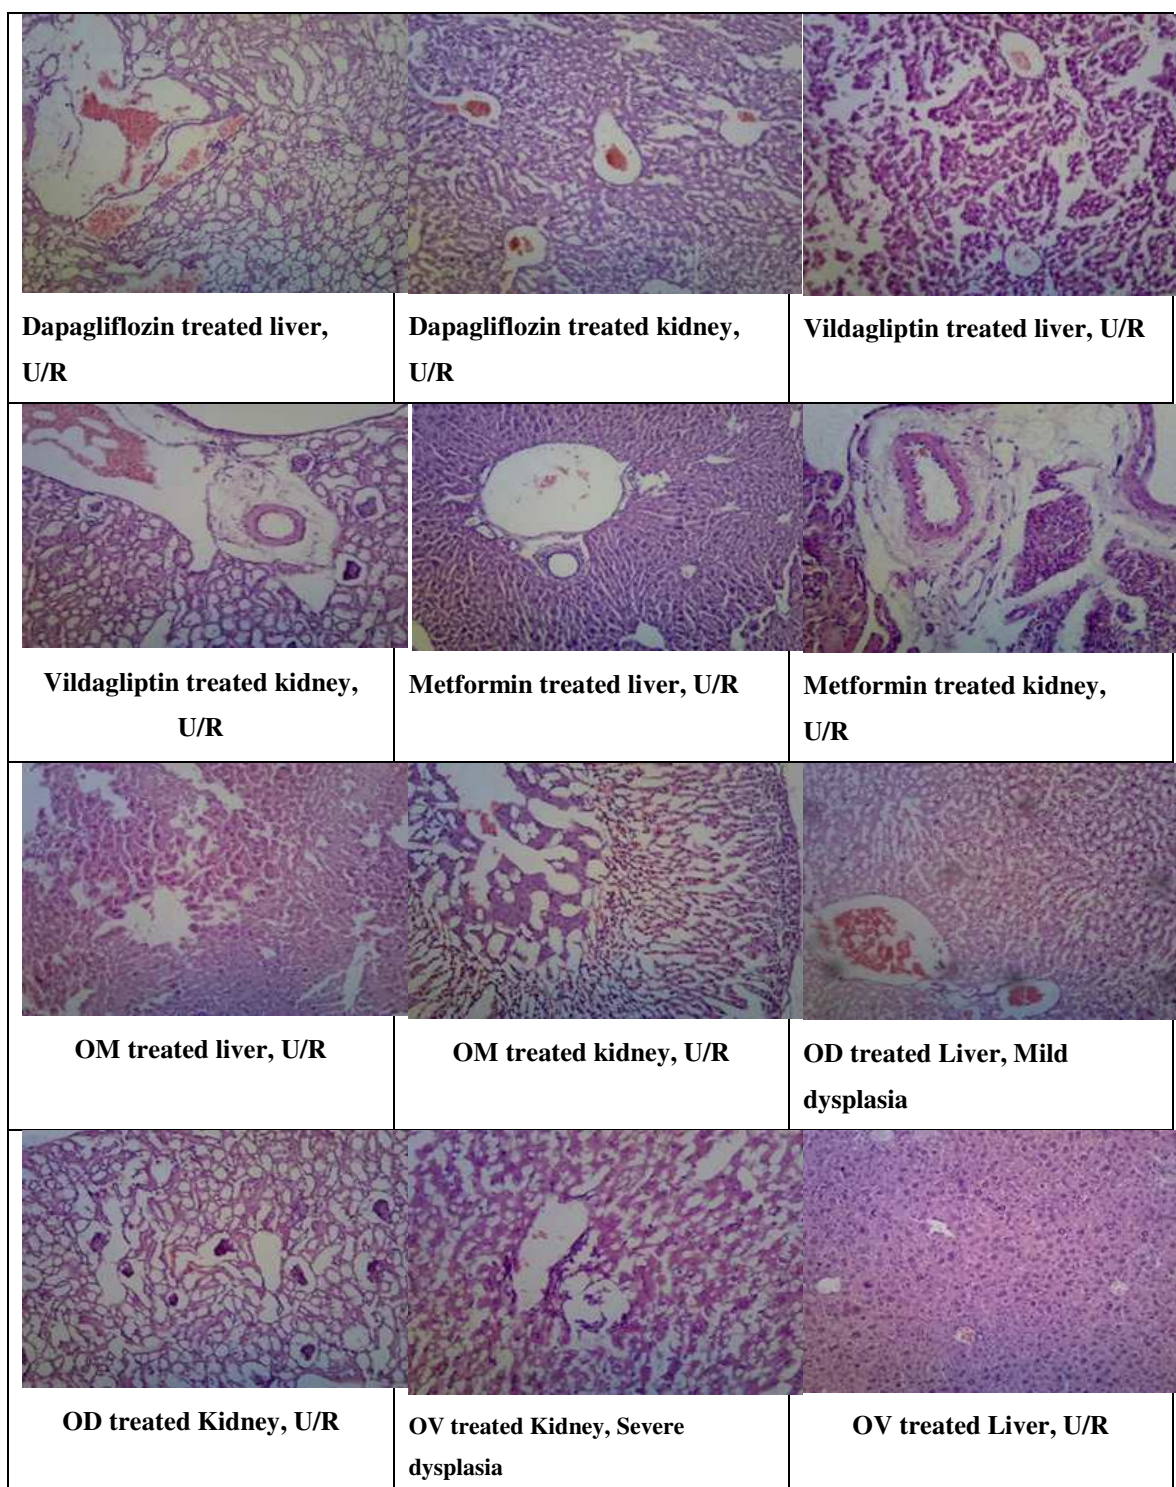 Dapagliflozin treated liver,
U/R
Dapagliflozin treated kidney,
U/R
Vildagliptin treated liver, U/R
Vildagliptin treated kidney,
U/R
Metformin treated liver, U/R
Metformin treated kidney,
U/R
OM treated liver, U/R
OM treated kidney, U/R
OD treated Liver, Mild
dysplasia
OD treated Kidney, U/R
OV treated Kidney, Severe
dysplasia
OV treated Liver, U/R